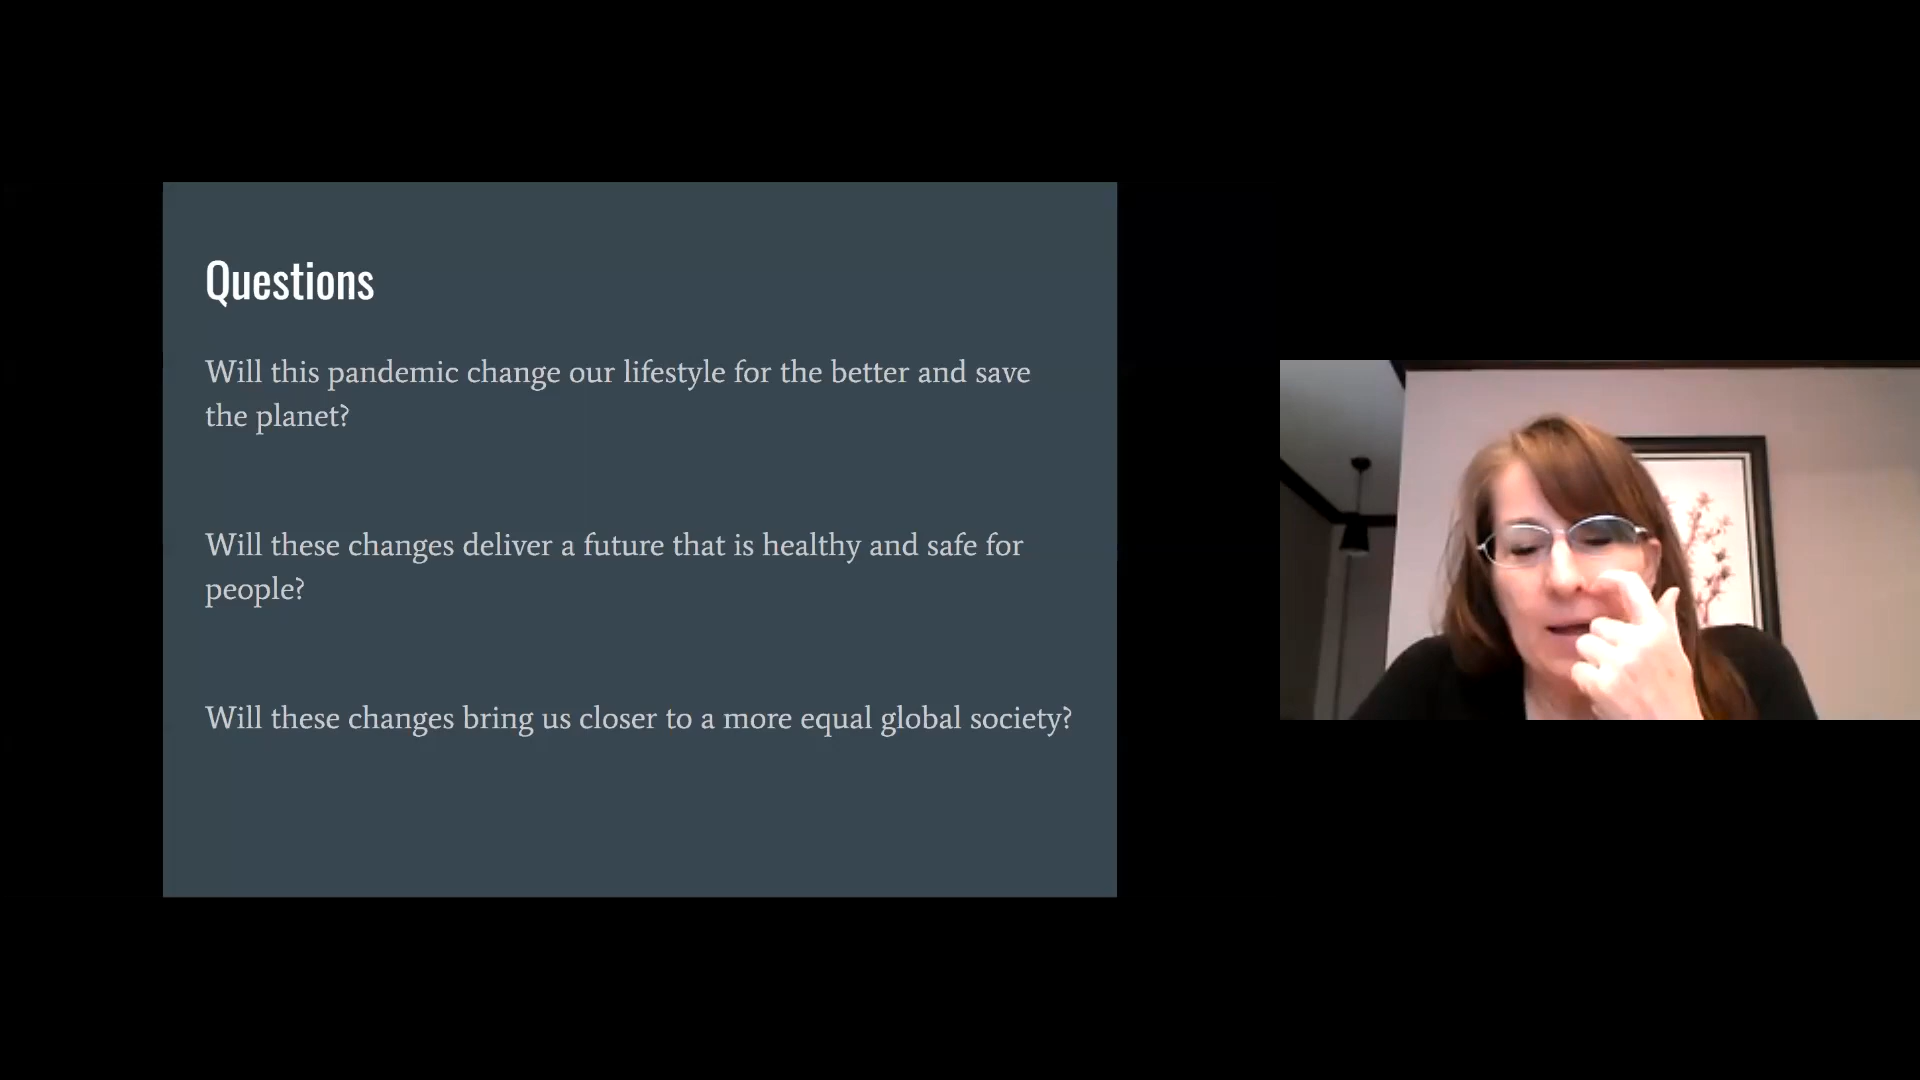 Questions
Will this pandemic change our lifestyle for the better and save
the planet?
Will these changes deliver a future that is healthy and safe for
people?
Will these changes bring us closer to a more equal global society?